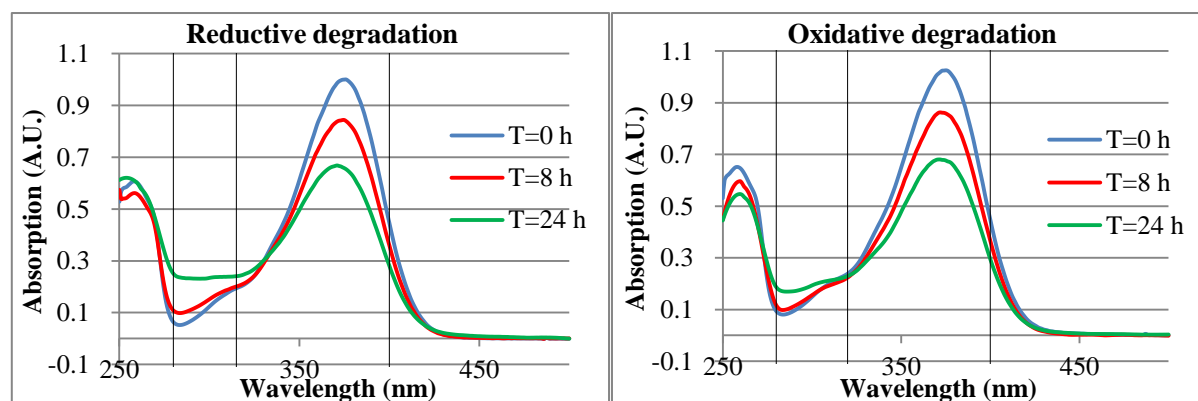 Reductive degradation
1.1
0.9
0.7
0.5
0.3
0.1
-0.1
Absorption (A.U.)
250
350
450
Wavelength (nm)
T=0 h
T=8 h
T=24 h
Oxidative degradation
1.1
0.9
0.7
0.5
0.3
0.1
-0.1
Absorption (A.U.)
250
350
450
Wavelength (nm)
T=0 h
T=8 h
T=24 h